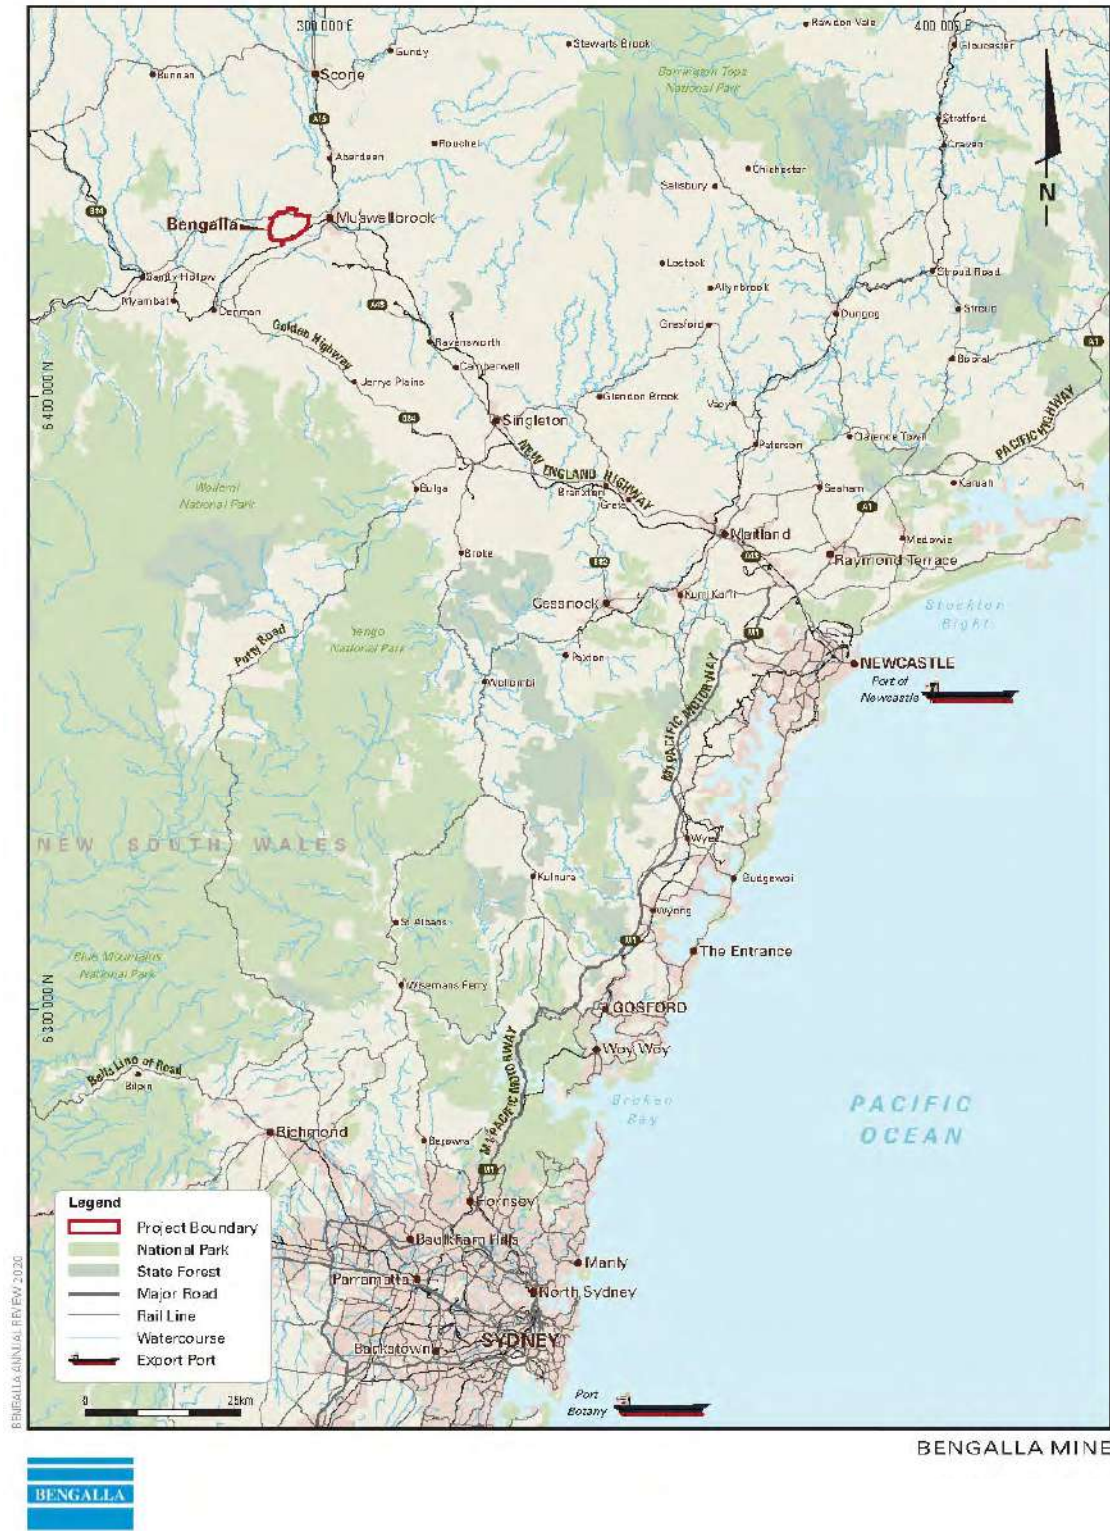 300 000 E
400 000 E
Rawdon Vale
Gundy
Stewarts Brook
Gloucester
Bunnan
Scone
Barrington Tops
National Park
A15
Stratford
Rouchel
Craven
Aberdeen
Chichester
Salisbury
N
B84
Bengalla
Muswellbrook
Lostock
Stroud Road
Sandy Hollow
Allynbrook
Myambat
Denman
A15
Dungog
Stroud
Golden Highway
Gresford
Ravensworth
A1
Camberwell
Booral
Jerrys Plains
6 400 000 N
Glendon Brook
Vacy
B84
Singleton
PACIFIC HIGHWAY
Clarence Town
Paterson
NEW ENGLAND HIGHWAY
Wollemi
National Park
Bulga
Branxton
Greta
Seaham
Karuah
A1
Maitland
Medowie
Broke
Raymond Terrace
B82
Kurri Kurri
Cessnock
Stockton
Bight
Yengo
National Park
Putty Road
M1
Paxton
NEWCASTLE
Port of
Newcastle
Wollombi
M1 PACIFIC MOTORWAY
NEW SOUTH WALES
Wyee
Kulnura
Budgewoi
Wyong
St Albans
M1
The Entrance
Blue Mountains
National Park
Wisemans Ferry
GOSFORD
6 300 000 N
M1 PACIFIC MOTORWAY
Woy Woy
Bells Line of Road
Bilpin
Broken
Bay
PACIFIC
OCEAN
Richmond
Berowra
M1
Hornsby
Legend
Project Boundary
National Park
State Forest
Major Road
Rail Line
Watercourse
Export Port
0 25km
Baulkham Hills
Manly
Parramatta
North Sydney
SYDNEY
Bankstown
Port
Botany
BENGALLA ANNUAL REVIEW 2020
BENGALLA MINE
BENGALLA